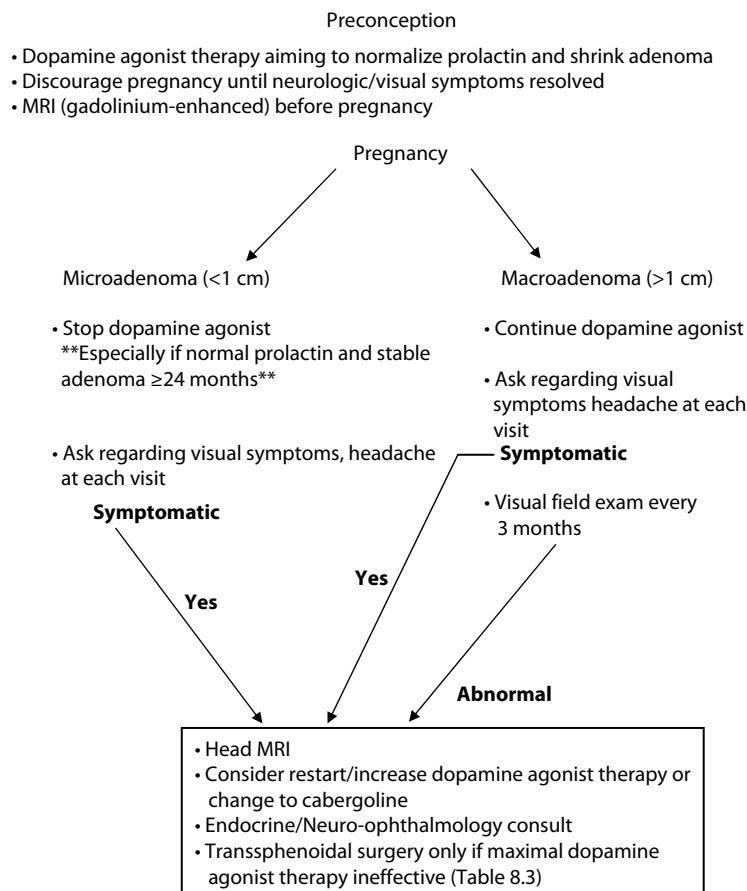 Preconception
• Dopamine agonist therapy aiming to normalize prolactin and shrink adenoma
• Discourage pregnancy until neurologic/visual symptoms resolved
• MRI (gadolinium-enhanced) before pregnancy
Pregnancy
Microadenoma (<1 cm)
• Stop dopamine agonist
**Especially if normal prolactin and stable
adenoma ≥24 months**
• Ask regarding visual symptoms, headache
at each visit
Symptomatic
Yes
Macroadenoma (>1 cm)
• Continue dopamine agonist
• Ask regarding visual
symptoms headache at each
visit
Symptomatic
Yes
• Visual field exam every
3 months
Abnormal
• Head MRI
• Consider restart/increase dopamine agonist therapy or
change to cabergoline
• Endocrine/Neuro-ophthalmology consult
• Transsphenoidal surgery only if maximal dopamine
agonist therapy ineffective (Table 8.3)